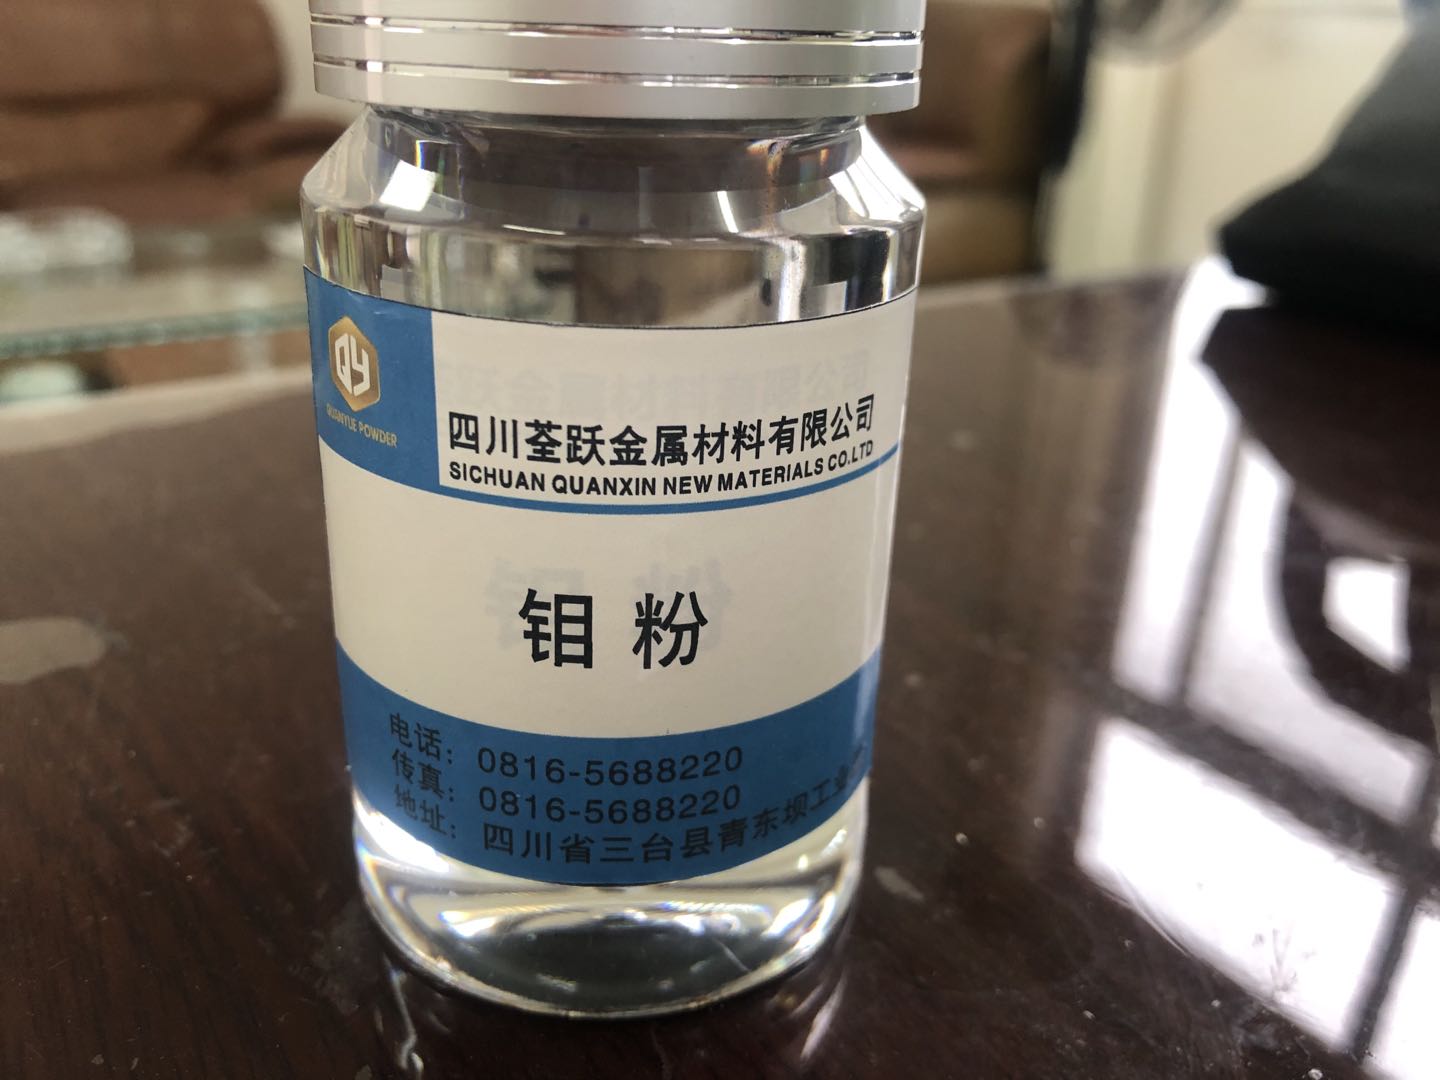 QY
QUANYUE POWDER
四川荃跃金属材料有限公司
SICHUAN QUANXIN NEW MATERIALS CO.LTD
钼粉
电话：0816-5688220
传真：0816-5688220
地址：四川省三台县青东坝工业